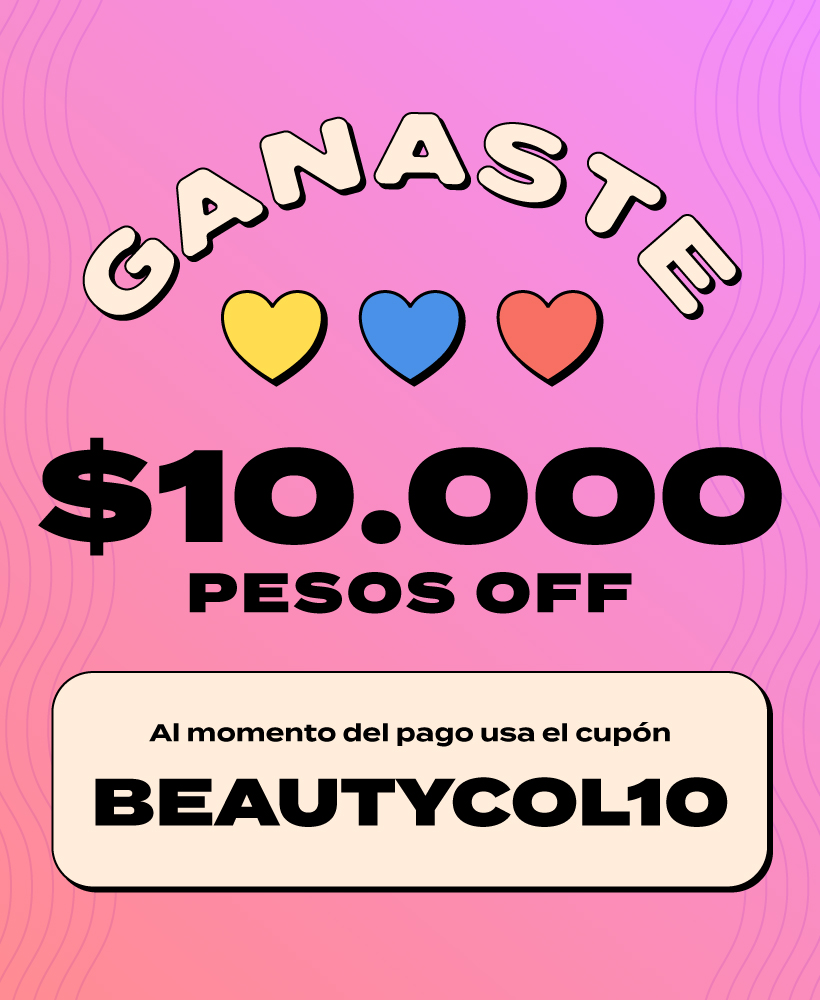 GANASTE
$10.000
PESOS OFF
Al momento del pago usa el cupón
BEAUTYCOL10